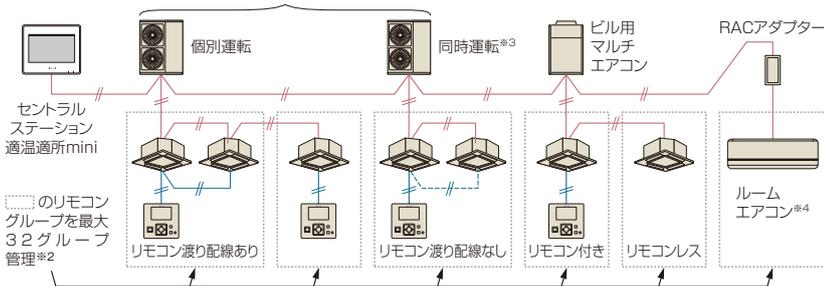 個別運転
同時運転※3
ビル用
マルチ
エアコン
RACアダプター
セントラル
ステーション
適温適所mini
のリモコン
グループを最大
32グループ
管理※2
リモコン渡り配線あり
リモコン渡り配線なし
リモコン付き
リモコンレス
ルーム
エアコン※4